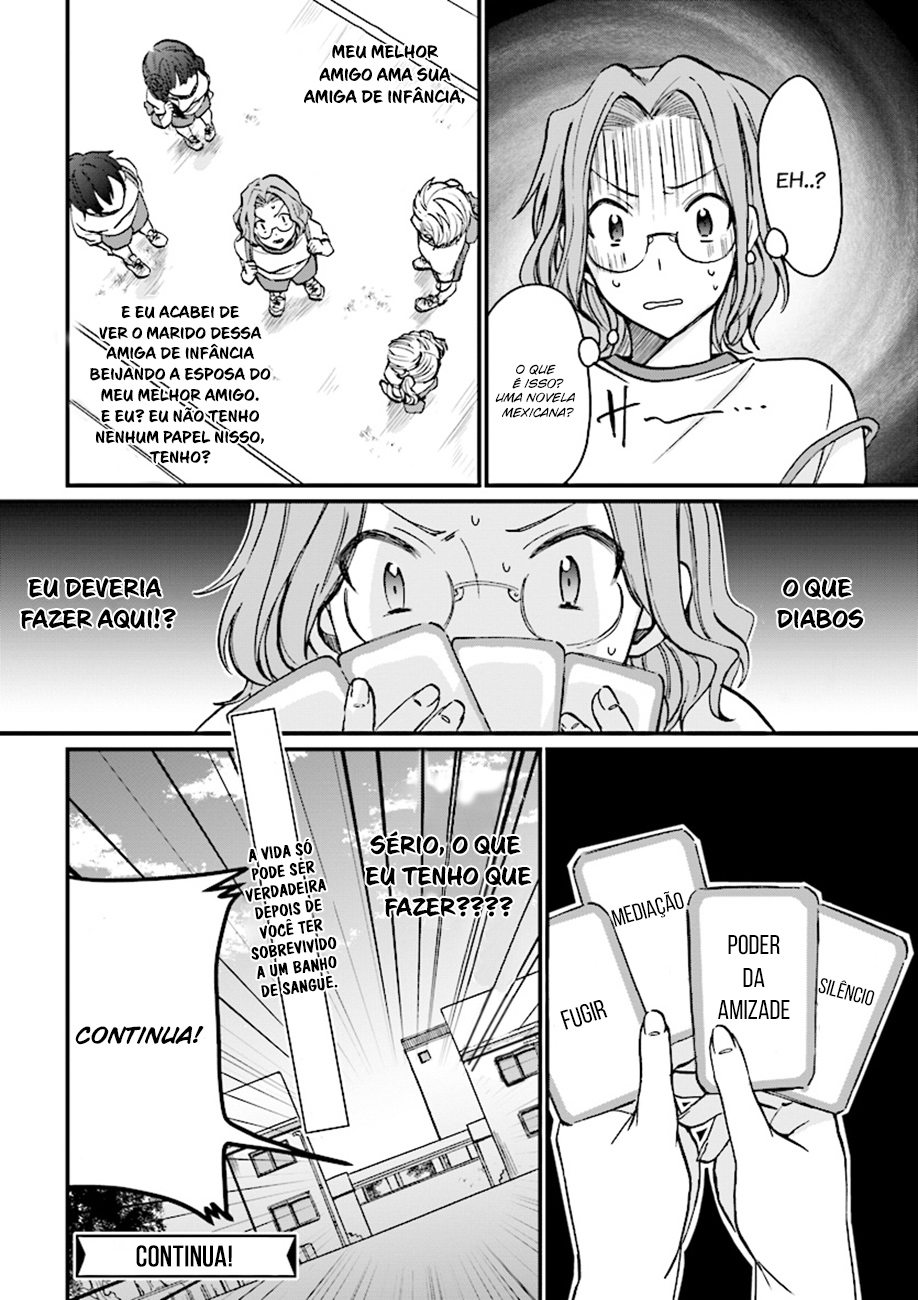 EH..?
O QUE
É ISSO?
UMA NOVELA
MEXICANA?
ザー…
MEU MELHOR
AMIGO AMA SUA
AMIGA DE INFÂNCIA,
E EU ACABEI DE
VER O MARIDO DESSA
AMIGA DE INFÂNCIA
BEIJANDO A ESPOSA DO
MEU MELHOR AMIGO.
E EU? EU NÃO TENHO
NENHUM PAPEL NISSO,
TENHO?
O QUE
DIABOS
EU DEVERIA
FAZER AQUI!?
MEDIAÇÃO
PODER
DA
AMIZADE
SILÊNCIO
FUGIR
SÉRIO, O QUE
EU TENHO QUE
FAZER????
A VIDA SÓ
PODE SER
VERDADEIRA
DEPOIS DE
VOCÊ TER
SOBREVIVIDO
A UM BANHO
DE SANGUE.
CONTINUA!
CONTINUA!